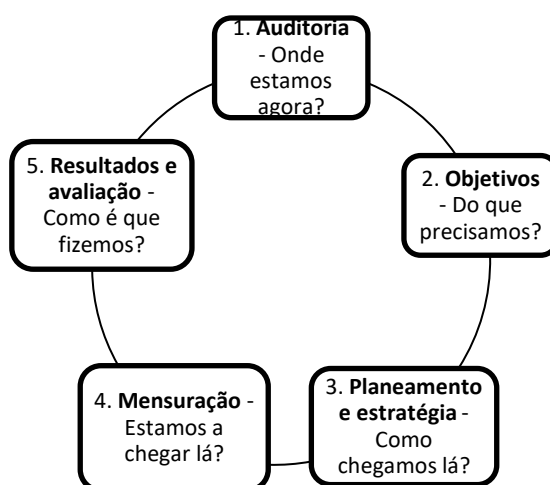 1. Auditoria
- Onde
estamos
agora?
2. Objetivos
- Do que
precisamos?
3. Planeamento
e estratégia -
Como
chegamos lá?
4. Mensuração -
Estamos a
chegar lá?
5. Resultados e
avaliação -
Como é que
fizemos?